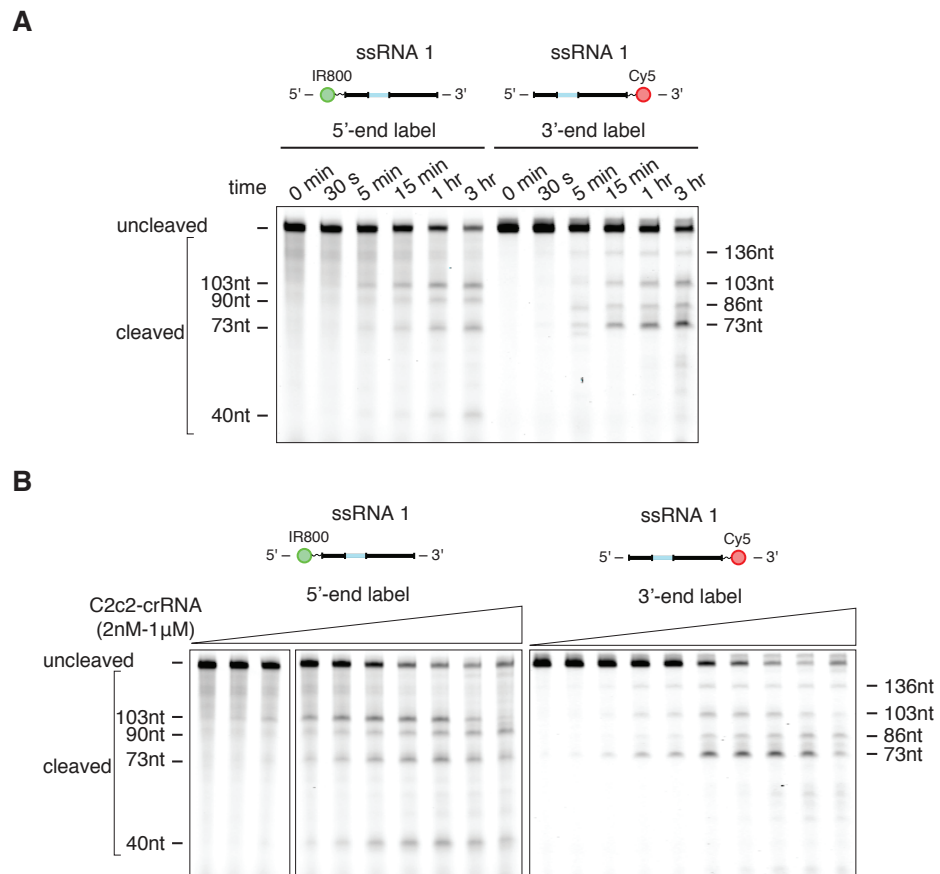 A
ssRNA 1 ssRNA 1
IR800 Cy5
5' – – 3' 5' – – 3'
5'-end label 3'-end label
time 0 min 30 s 5 min 15 min 1 hr 3 hr 0 min 30 s 5 min 15 min 1 hr 3 hr
uncleaved –
– 136nt
103nt – – 103nt
90nt – – 86nt
cleaved 73nt – – 73nt
40nt –
B
ssRNA 1 ssRNA 1
IR800 Cy5
5' – – 3' 5' – – 3'
5'-end label 3'-end label
C2c2-crRNA
(2nM-1µM)
uncleaved –
– 136nt
103nt – – 103nt
90nt – – 86nt
73nt – – 73nt
cleaved
40nt –